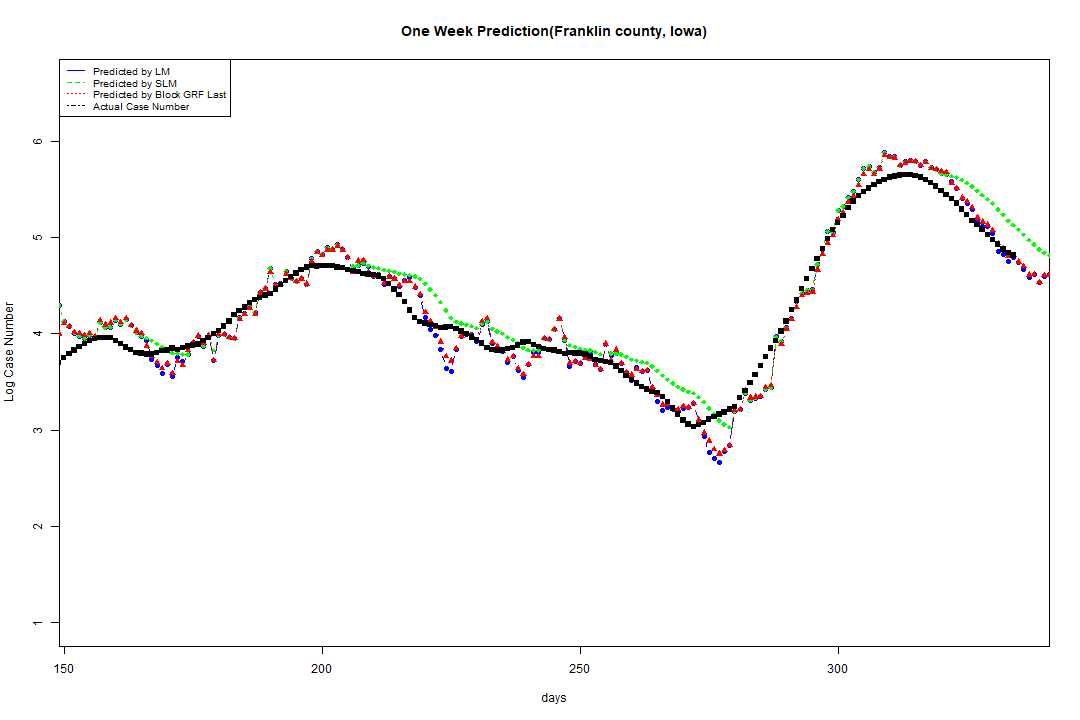 One Week Prediction(Franklin county, Iowa)
Predicted by LM
Predicted by SLM
Predicted by Block GRF Last
Actual Case Number
6
5
4
3
2
1
Log Case Number
150 200 250 300
days